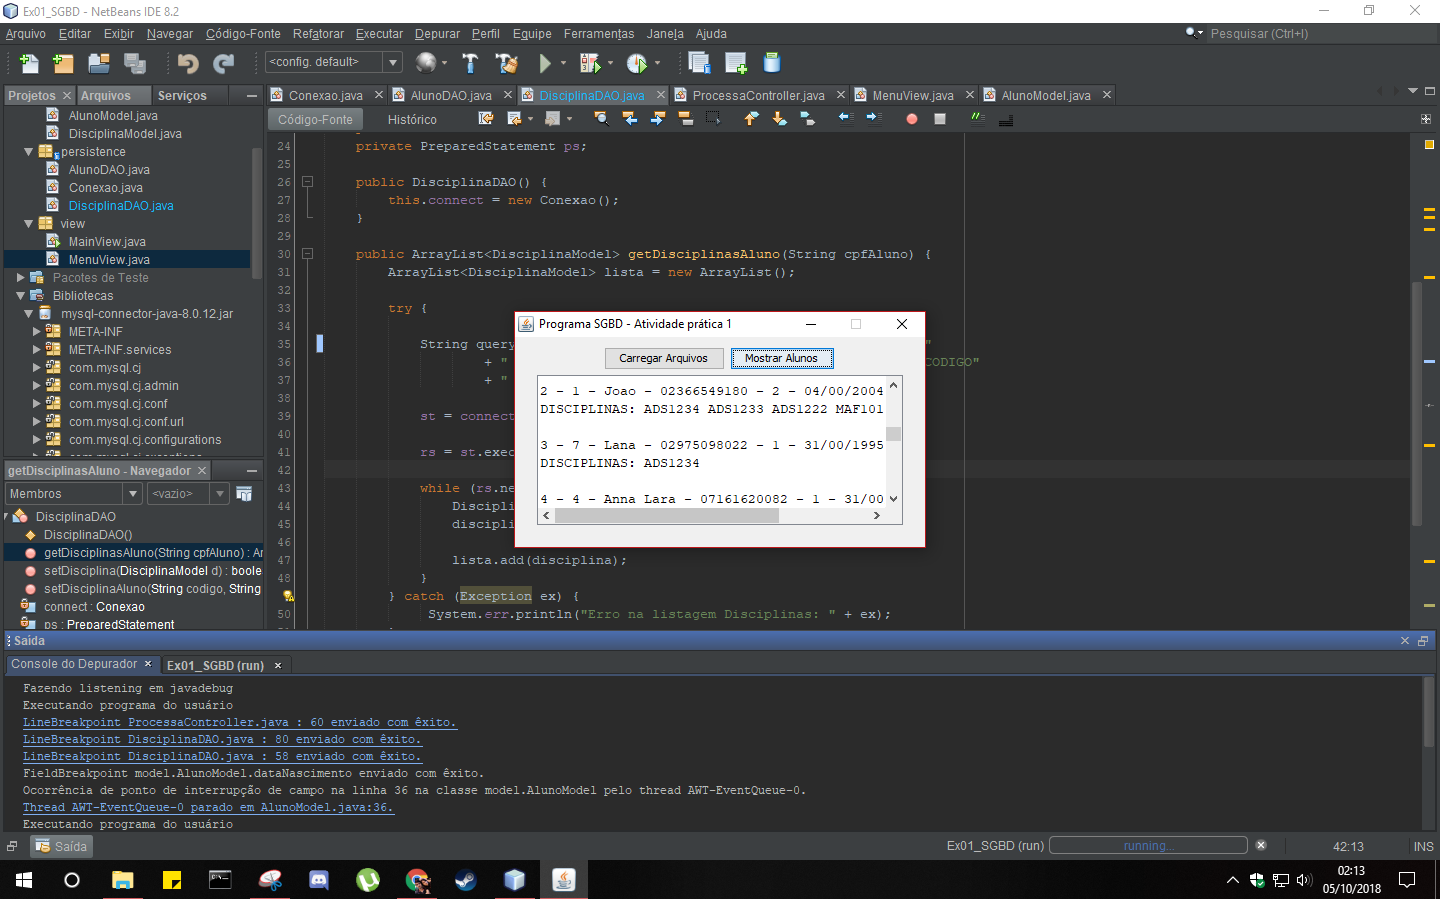 Ex01_SGBD - NetBeans IDE 8.2
Arquivo Editar Exibir Navegar Código-Fonte Refatorar Executar Depurar Perfil Equipe Ferramentas Janela Ajuda
Pesquisar (Ctrl+I)
<config. default>
Projetos Arquivos Serviços
Conexao.java AlunoDAO.java DisciplinaDAO.java ProcessaController.java MenuView.java AlunoModel.java
Código-Fonte Histórico
AlunoModel.java
DisciplinaModel.java
persistence
AlunoDAO.java
Conexao.java
DisciplinaDAO.java
view
MainView.java
MenuView.java
Pacotes de Teste
Bibliotecas
mysql-connector-java-8.0.12.jar
META-INF
META-INF.services
com.mysql.cj
com.mysql.cj.admin
com.mysql.cj.conf
com.mysql.cj.conf.url
com.mysql.cj.configurations
getDisciplinasAluno - Navegador
Membros <vazio>
DisciplinaDAO
DisciplinaDAO()
getDisciplinasAluno(String cpfAluno) : Ar
setDisciplina(DisciplinaModel d) : boole
setDisciplinaAluno(String codigo, String
connect : Conexao
ps : PreparedStatement
24 private PreparedStatement ps;
25
26 public DisciplinaDAO() {
27 this.connect = new Conexao();
28 }
29
30 public ArrayList<DisciplinaModel> getDisciplinasAluno(String cpfAluno) {
31 ArrayList<DisciplinaModel> lista = new ArrayList();
32
33 try {
34
35 String query "
36 + " CODIGO"
37 + "
38
39 st = connect
40
41 rs = st.exec
42
43 while (rs.ne
44 Discipl
45 discipli
46
47 lista.add(disciplina);
48 }
} catch (Exception ex) {
50 System.err.println("Erro na listagem Disciplinas: " + ex);
Programa SGBD - Atividade prática 1
Carregar Arquivos Mostrar Alunos
2 - 1 - Joao - 02366549180 - 2 - 04/00/2004
DISCIPLINAS: ADS1234 ADS1233 ADS1222 MAF101
3 - 7 - Lana - 02975098022 - 1 - 31/00/1995
DISCIPLINAS: ADS1234
4 - 4 - Anna Lara - 07161620082 - 1 - 31/00
Saída
Console do Depurador Ex01_SGBD (run)
Fazendo listening em javadebug
Executando programa do usuário
LineBreakpoint ProcessaController.java : 60 enviado com êxito.
LineBreakpoint DisciplinaDAO.java : 80 enviado com êxito.
LineBreakpoint DisciplinaDAO.java : 58 enviado com êxito.
FieldBreakpoint model.AlunoModel.dataNascimento enviado com êxito.
Ocorrência de ponto de interrupção de campo na linha 36 na classe model.AlunoModel pelo thread AWT-EventQueue-0.
Thread AWT-EventQueue-0 parado em AlunoModel.java:36.
Executando programa do usuário
Saída
Ex01_SGBD (run) running... 42:13 INS
02:13
05/10/2018